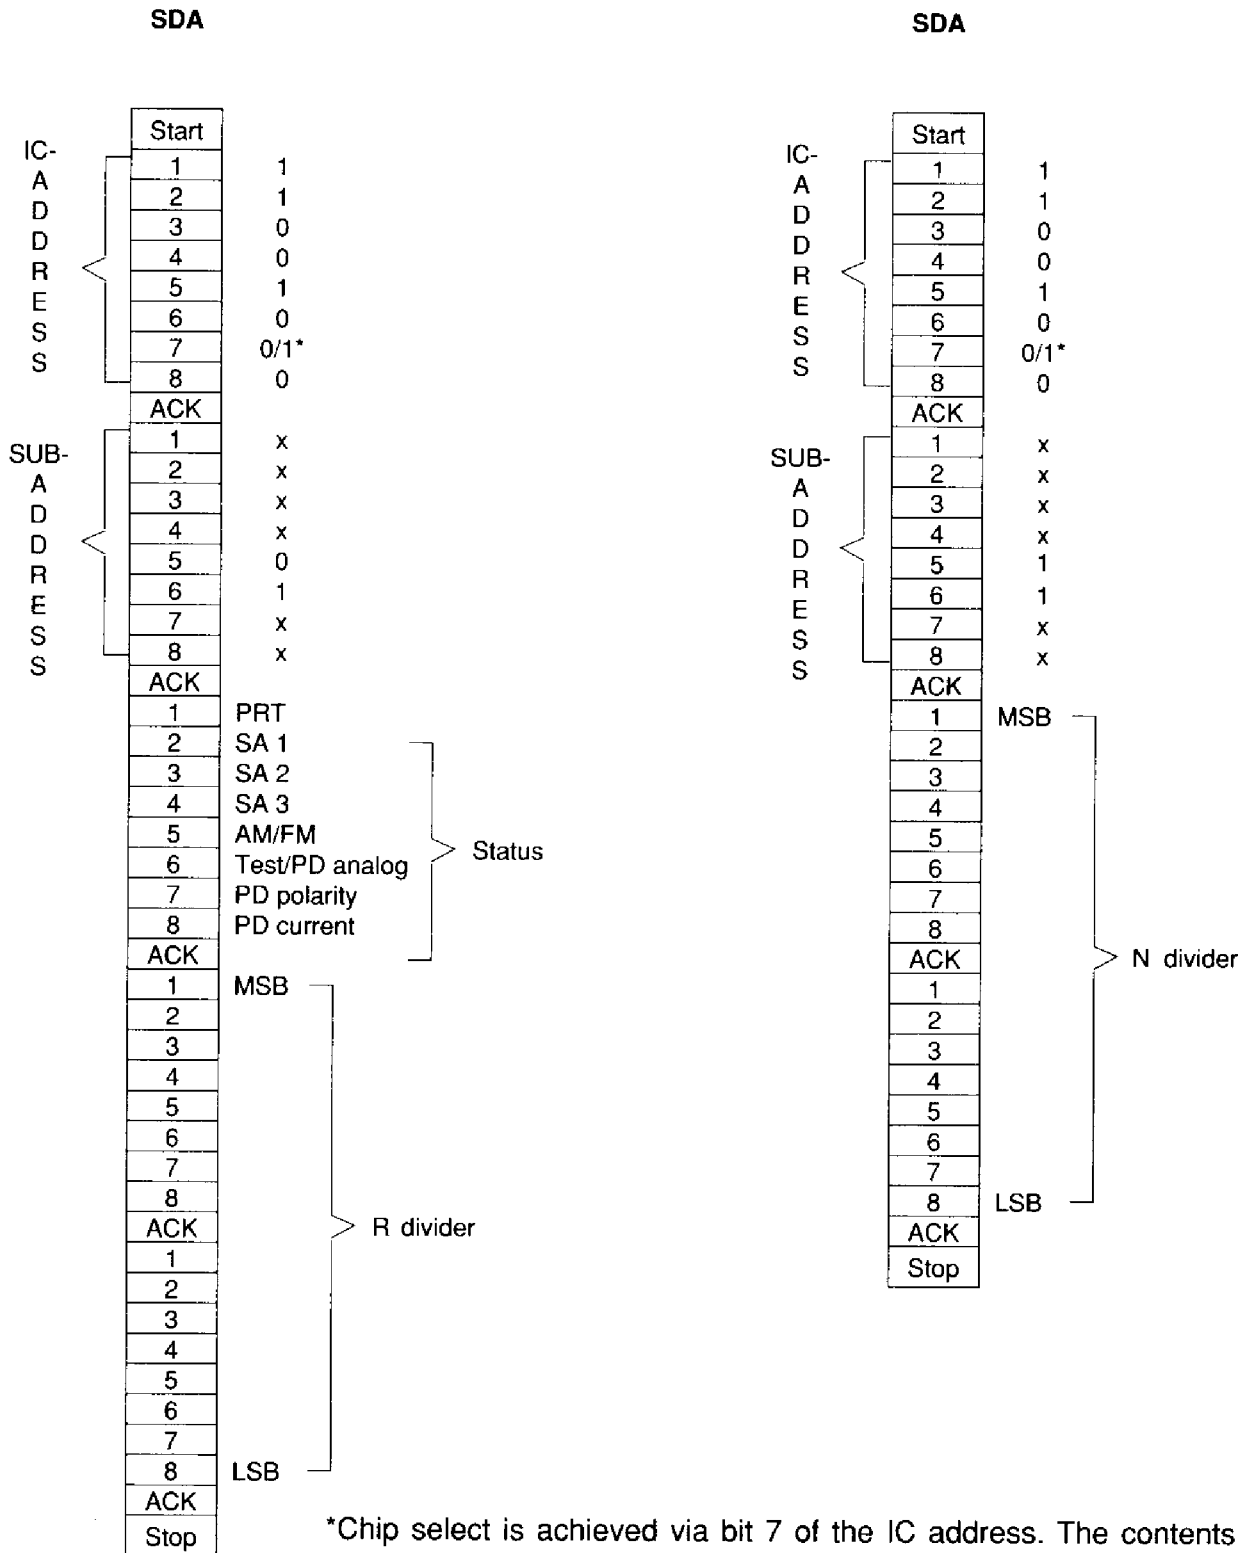 SDA
IC-ADDRESS
Start
1 1
2 1
3 0
4 0
5 1
6 0
7 0/1*
8 0
ACK
SUB-ADDRESS
1 x
2 x
3 x
4 x
5 0
6 1
7 x
8 x
ACK
1 PRT
2 SA 1
3 SA 2
4 SA 3
5 AM/FM
6 Test/PD analog
7 PD polarity
8 PD current
Status
ACK
1 MSB
2
3
4
5
6
7
8
ACK
R divider
1
2
3
4
5
6
7
8 LSB
ACK
Stop
SDA
IC-ADDRESS
Start
1 1
2 1
3 0
4 0
5 1
6 0
7 0/1*
8 0
ACK
SUB-ADDRESS
1 x
2 x
3 x
4 x
5 1
6 1
7 x
8 x
ACK
1 MSB
2
3
4
5
6
7
8
ACK
N divider
1
2
3
4
5
6
7
8 LSB
ACK
Stop
*Chip select is achieved via bit 7 of the IC address. The contents